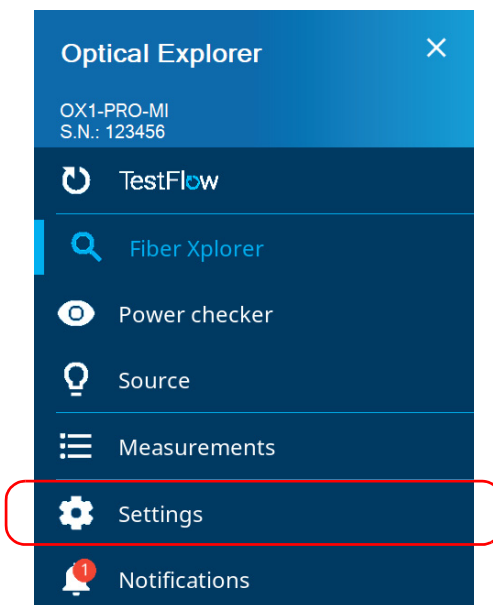 Optical Explorer
OX1-PRO-MI
S.N.: 123456
TestFlow
Fiber Xplorer
Power checker
Source
Measurements
Settings
1
Notifications